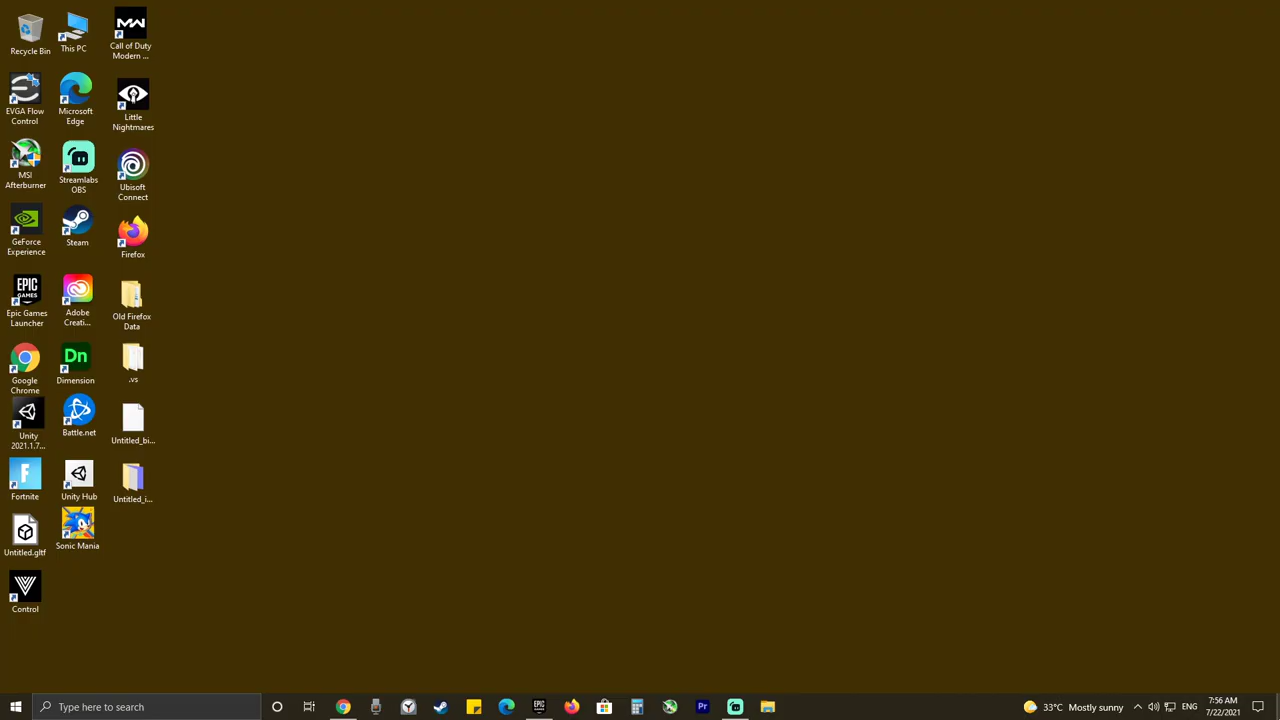 Recycle Bin
This PC
Call of Duty
Modern ...
EVGA Flow
Control
Microsoft
Edge
Little
Nightmares
MSI
Afterburner
Streamlabs
OBS
Ubisoft
Connect
GeForce
Experience
Steam
Firefox
EPIC
GAMES
Epic Games
Launcher
Adobe
Creati...
Old Firefox
Data
Google
Chrome
Dn
Dimension
.vs
Unity
2021.1.7...
Battle.net
Untitled_bi...
F
Fortnite
Unity Hub
Untitled_i...
Untitled.gltf
Sonic Mania
Control
Type here to search
EPIC
Pr
33°C Mostly sunny
ENG
7:56 AM
7/22/2021